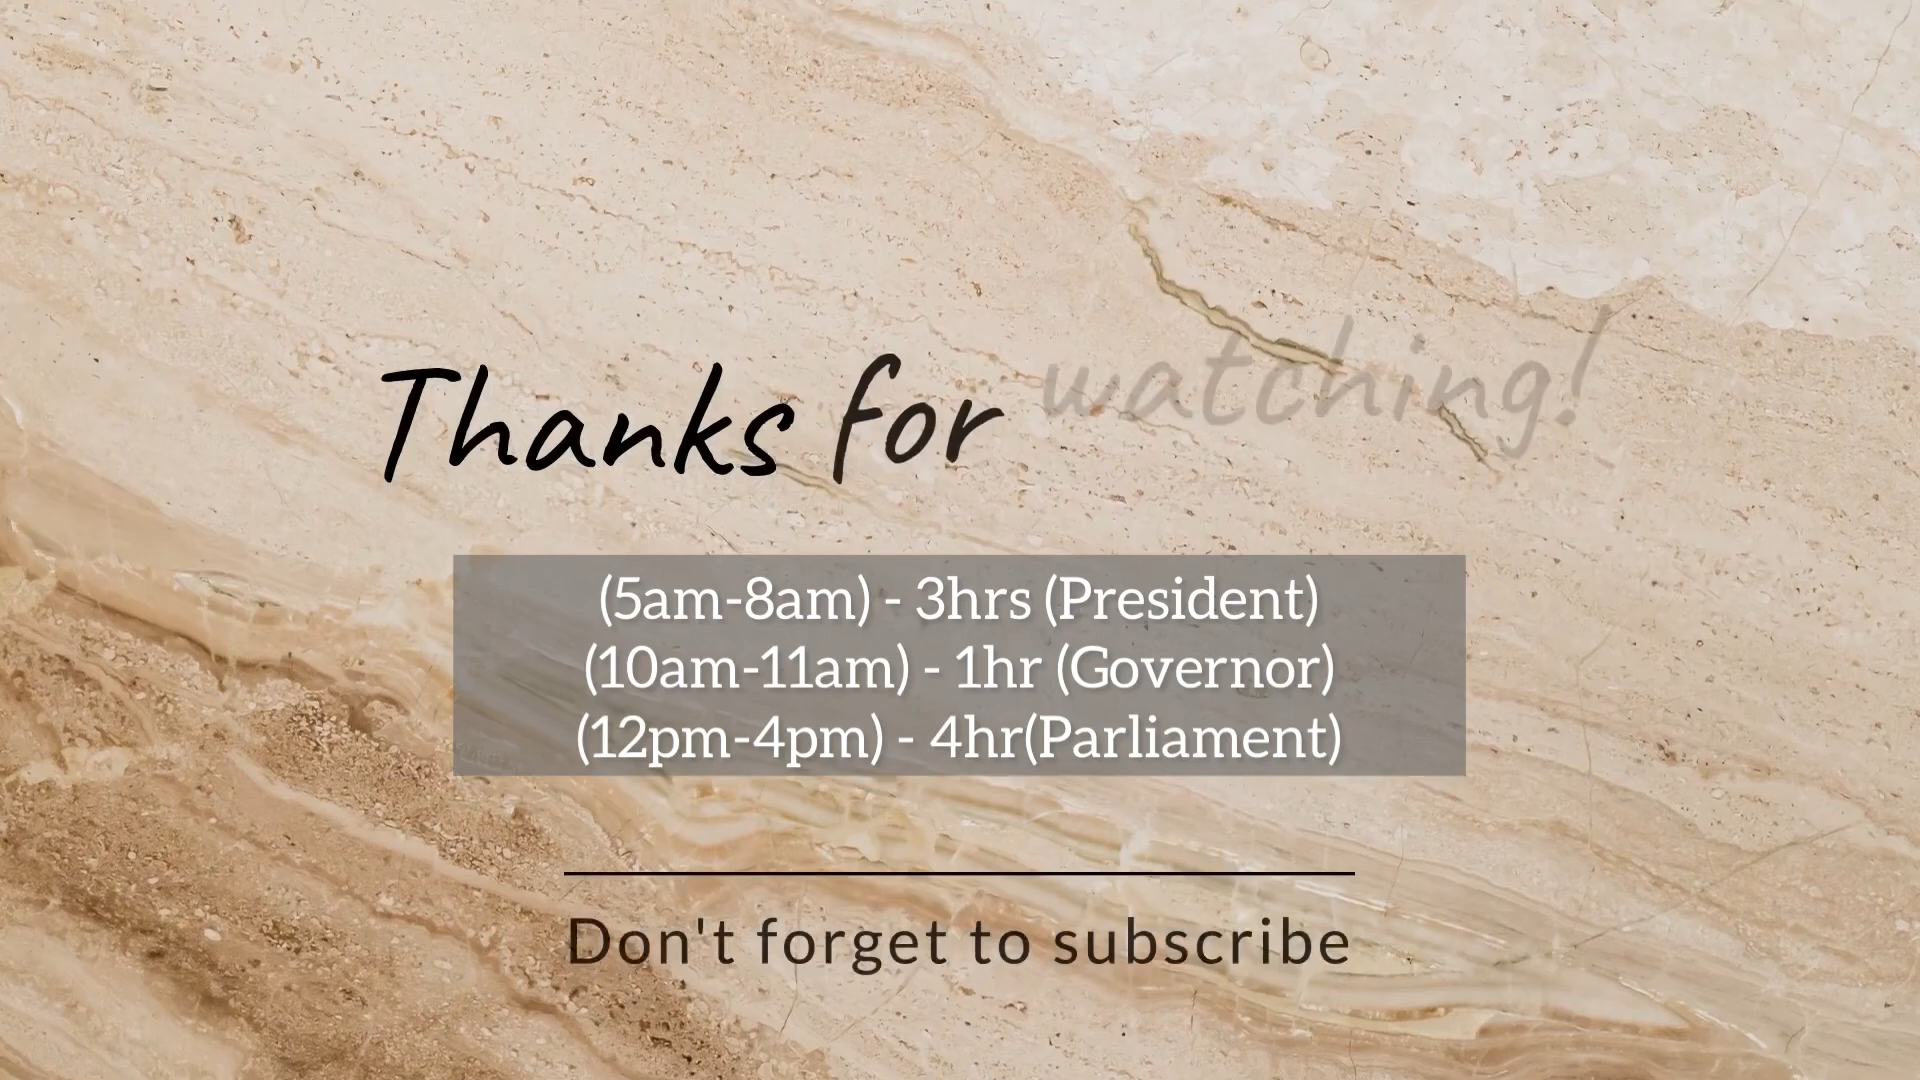 Thanks for watching!
(5am-8am) - 3hrs (President)
(10am-11am) - 1hr (Governor)
(12pm-4pm) - 4hr(Parliament)
Don't forget to subscribe